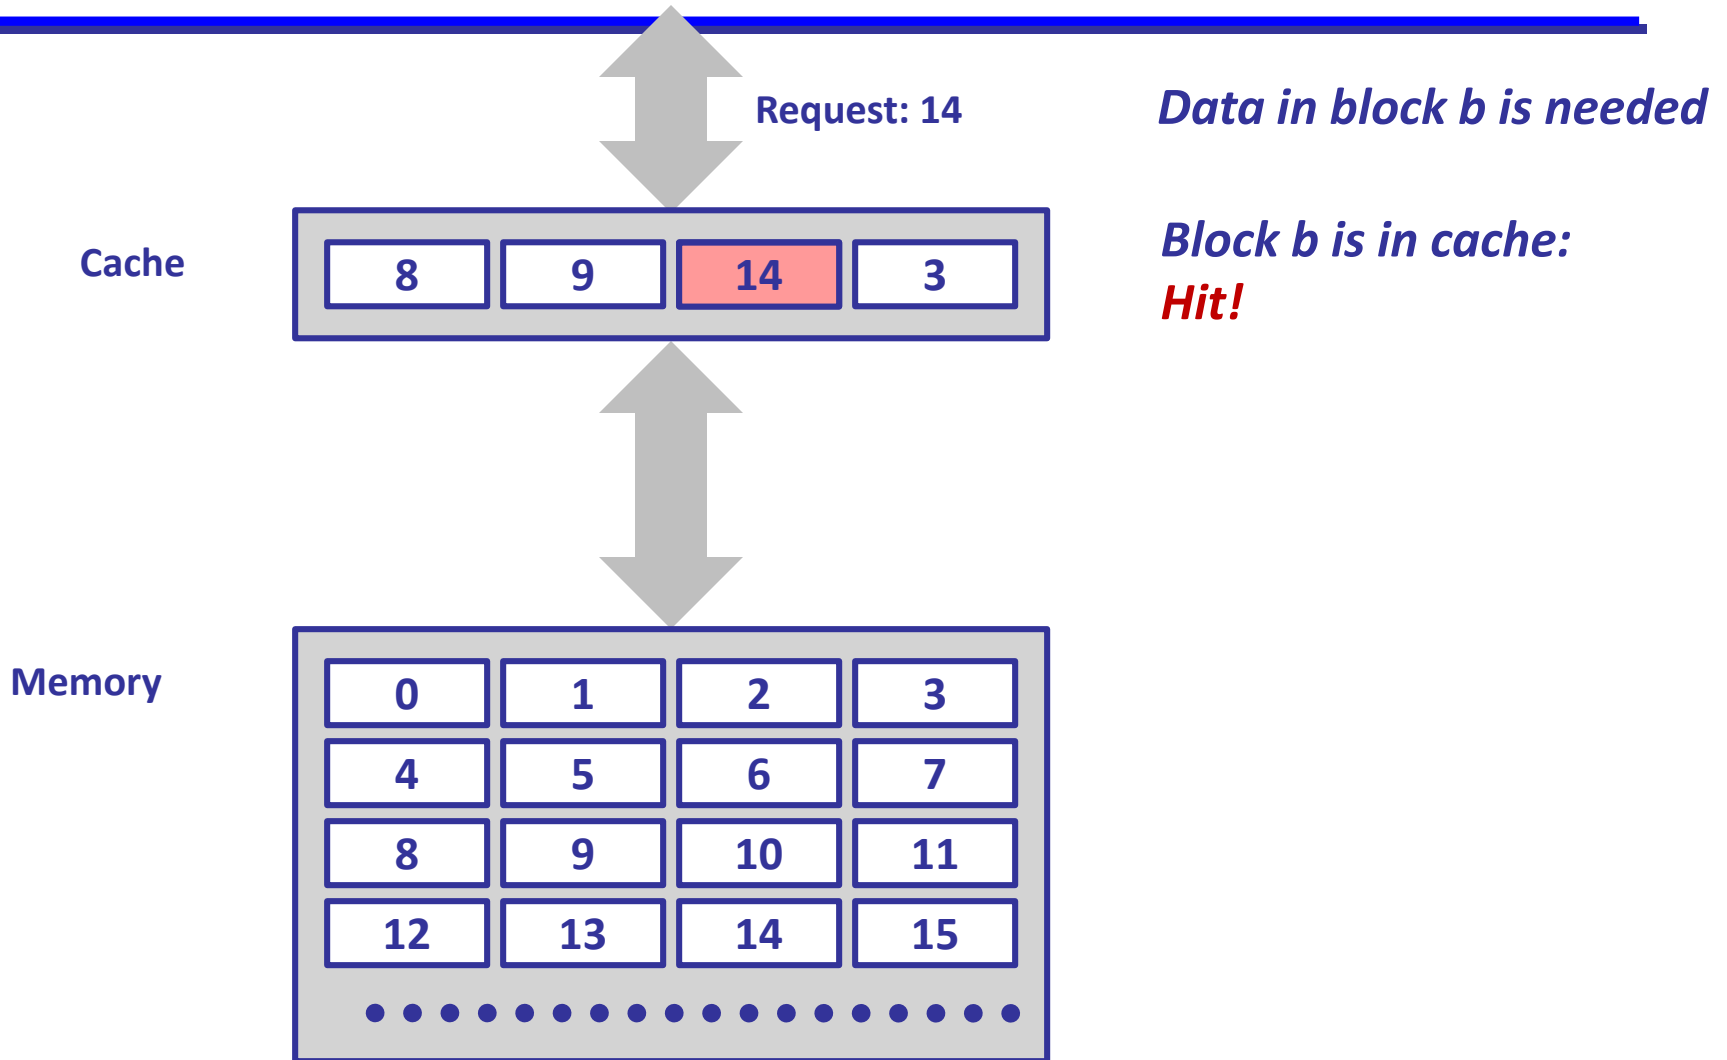 Request: 14
Data in block b is needed
Cache
8 9 14 3
Block b is in cache:
Hit!
Memory
0 1 2 3
4 5 6 7
8 9 10 11
12 13 14 15